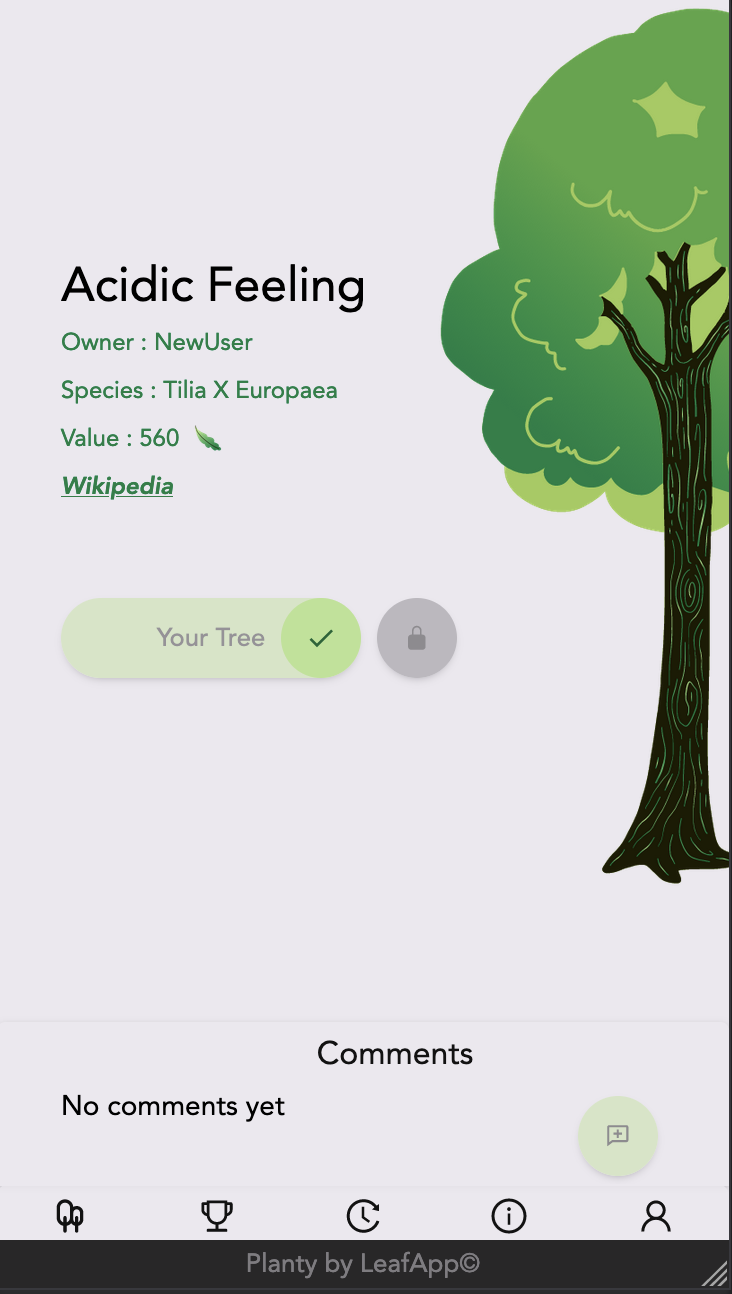 Acidic Feeling
Owner : NewUser
Species : Tilia X Europaea
Value : 560
Wikipedia
Your Tree
Comments
No comments yet
Planty by LeafApp©